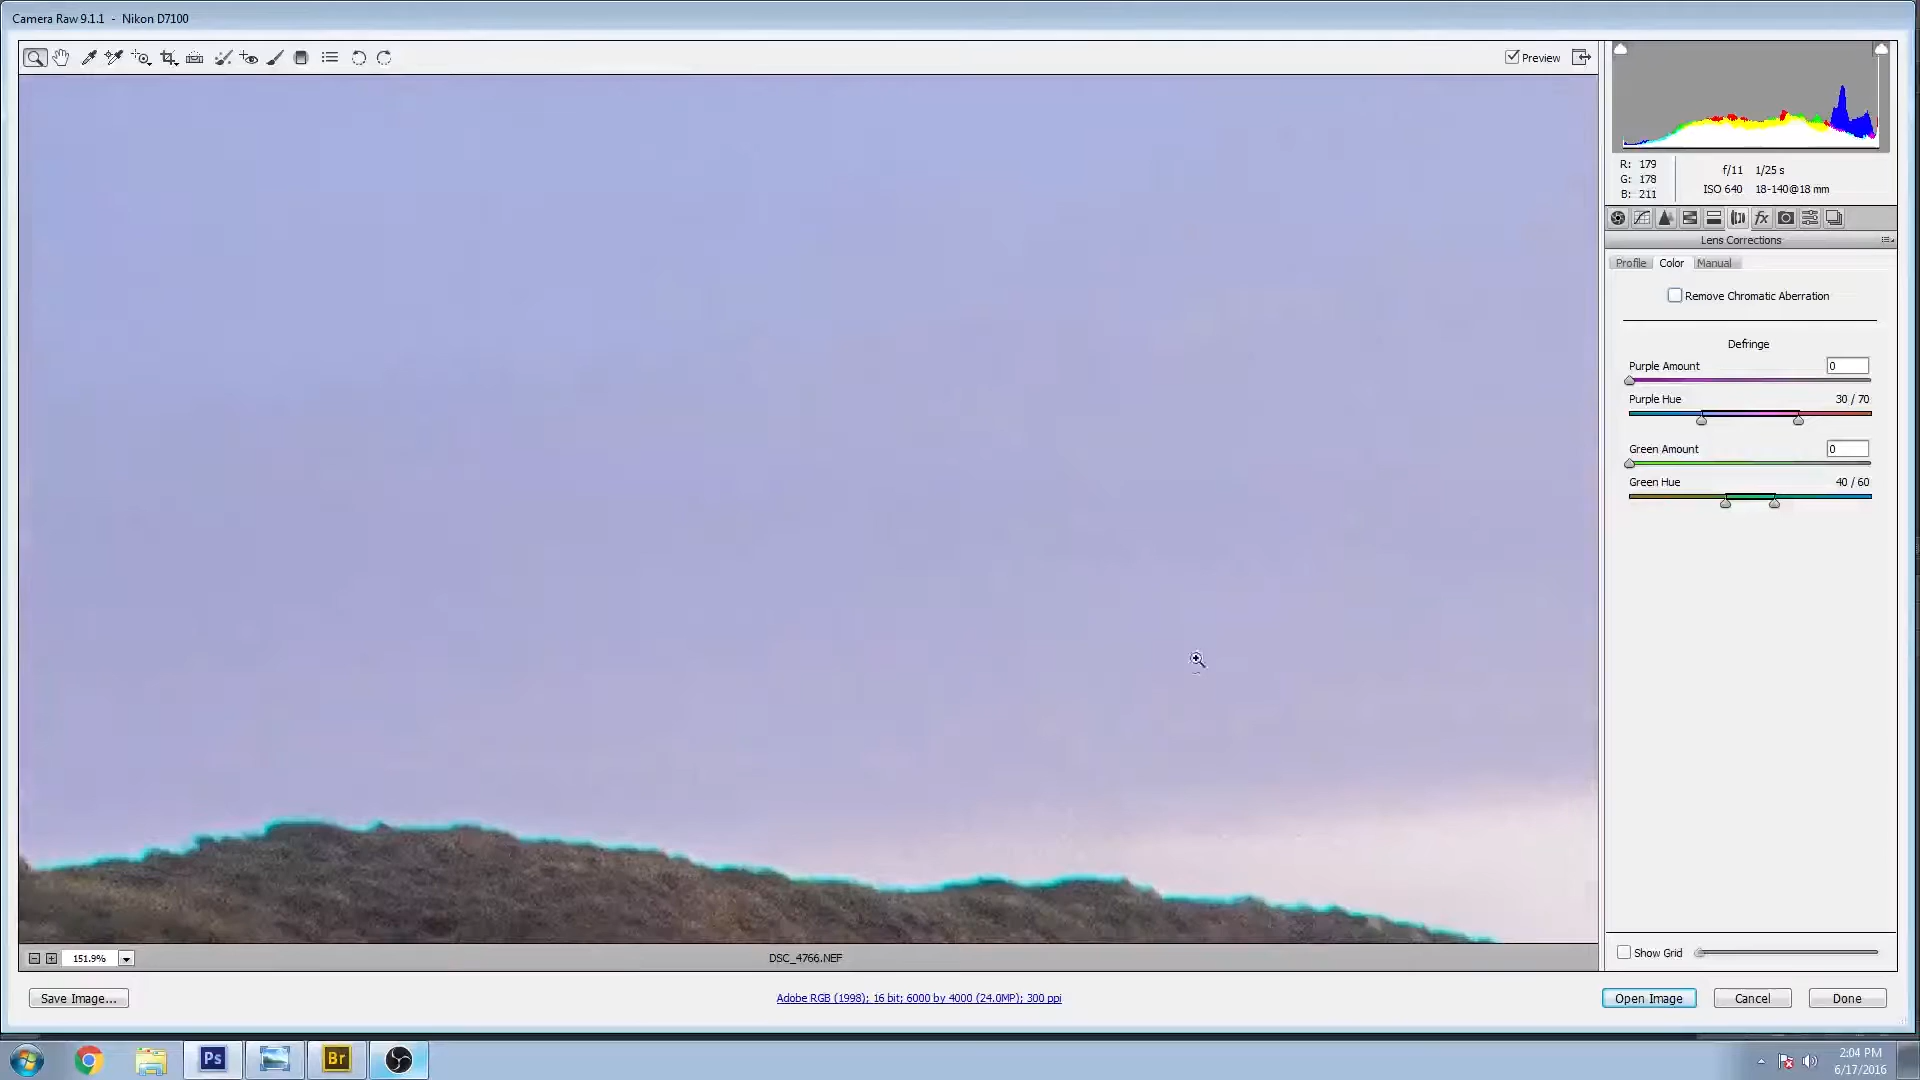 Camera Raw 9.1.1  -  Nikon D7100
Preview
R: 179
G: 178
B: 211
f/11 1/25 s
ISO 640 18-140@18 mm
fx
Lens Corrections
Profile Color Manual
Remove Chromatic Aberration
Defringe
Purple Amount 0
Purple Hue 30 / 70
Green Amount 0
Green Hue 40 / 60
Show Grid
151.9%
DSC_4766.NEF
Save Image...
Adobe RGB (1998); 16 bit; 6000 by 4000 (24.0MP); 300 ppi
Open Image
Cancel
Done
Ps
Br
2:04 PM
6/17/2016